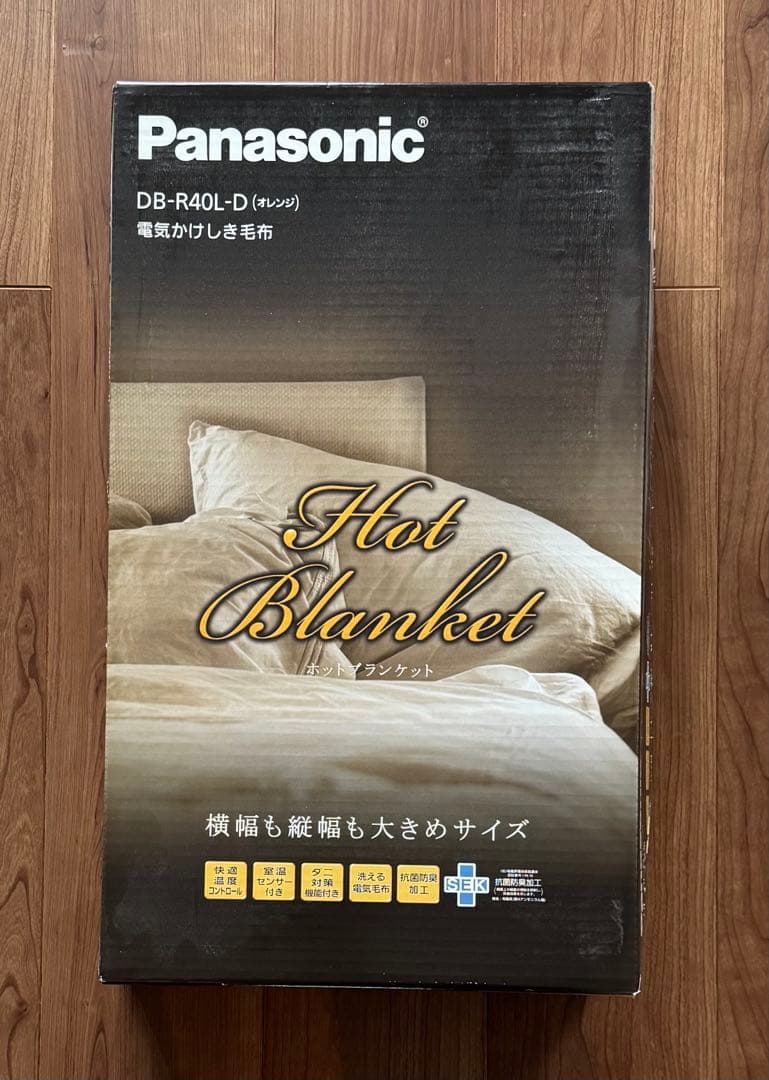 Panasonic®
DB-R40L-D(オレンジ)
電気かけしき毛布
Hot
Blanket
ホットブランケット
横幅も縦幅も大きめサイズ
快適
温度
コントロール
室温
センサー
付き
ダニ
対策
機能付き
洗える
電気毛布
抗菌防臭
加工
SEK
抗菌防臭加工